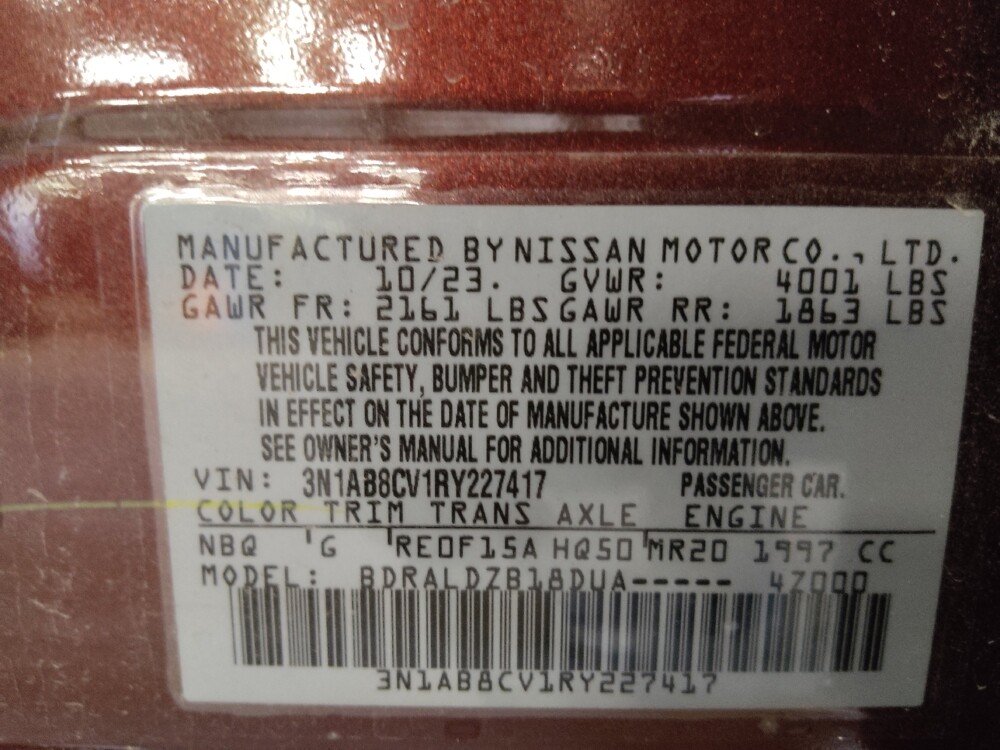 MANUFACTURED BY NISSAN MOTOR CO., LTD.
DATE: 10/23. GVWR: 4001 LBS
GAWR FR: 2161 LBS GAWR RR: 1863 LBS
THIS VEHICLE CONFORMS TO ALL APPLICABLE FEDERAL MOTOR
VEHICLE SAFETY, BUMPER AND THEFT PREVENTION STANDARDS
IN EFFECT ON THE DATE OF MANUFACTURE SHOWN ABOVE.
SEE OWNER'S MANUAL FOR ADDITIONAL INFORMATION.
VIN: 3N1AB8CV1RY227417 PASSENGER CAR.
COLOR TRIM TRANS AXLE ENGINE
NBQ G RE0F15A HQ50 MR20 1997 CC
MODEL: BDRALDZB18DUA----- 4Z000
3N1AB8CV1RY227417